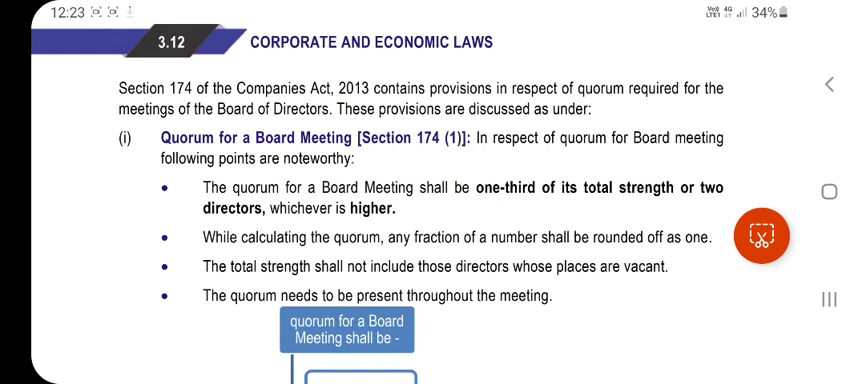 12:23
Vo)) 4G
LTE1
34%
3.12 CORPORATE AND ECONOMIC LAWS
Section 174 of the Companies Act, 2013 contains provisions in respect of quorum required for the
meetings of the Board of Directors. These provisions are discussed as under:
(i) Quorum for a Board Meeting [Section 174 (1)]: In respect of quorum for Board meeting
following points are noteworthy:
• The quorum for a Board Meeting shall be one-third of its total strength or two
directors, whichever is higher.
• While calculating the quorum, any fraction of a number shall be rounded off as one.
• The total strength shall not include those directors whose places are vacant.
• The quorum needs to be present throughout the meeting.
quorum for a Board
Meeting shall be -